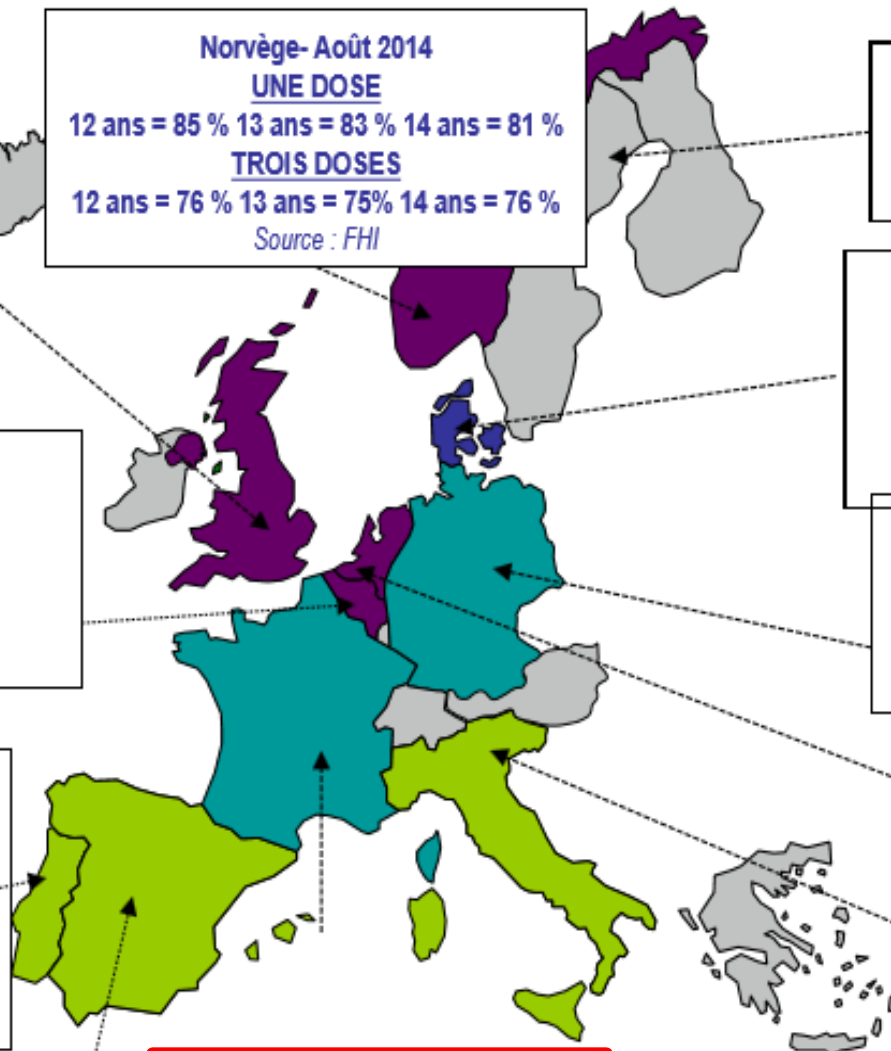 Norvège- Août 2014
UNE DOSE
12 ans = 85 % 13 ans = 83 % 14 ans = 81 %
TROIS DOSES
12 ans = 76 % 13 ans = 75% 14 ans = 76 %
Source : FHI